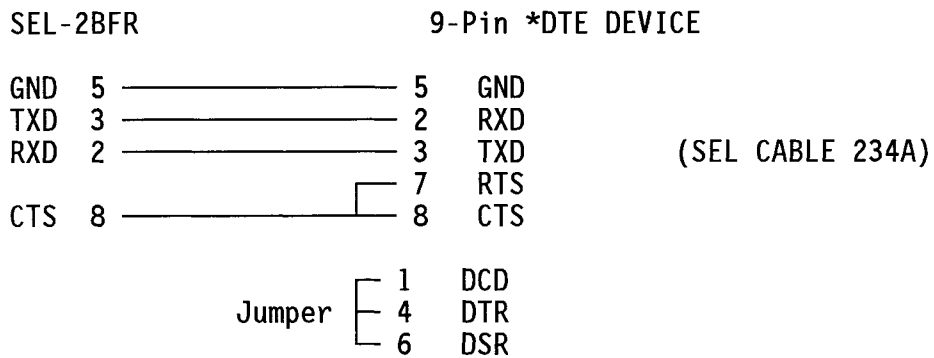 SEL-2BFR 9-Pin *DTE DEVICE
GND 5 5 GND
TXD 3 2 RXD
RXD 2 3 TXD (SEL CABLE 234A)
7 RTS
CTS 8 8 CTS
1 DCD
Jumper 4 DTR
6 DSR